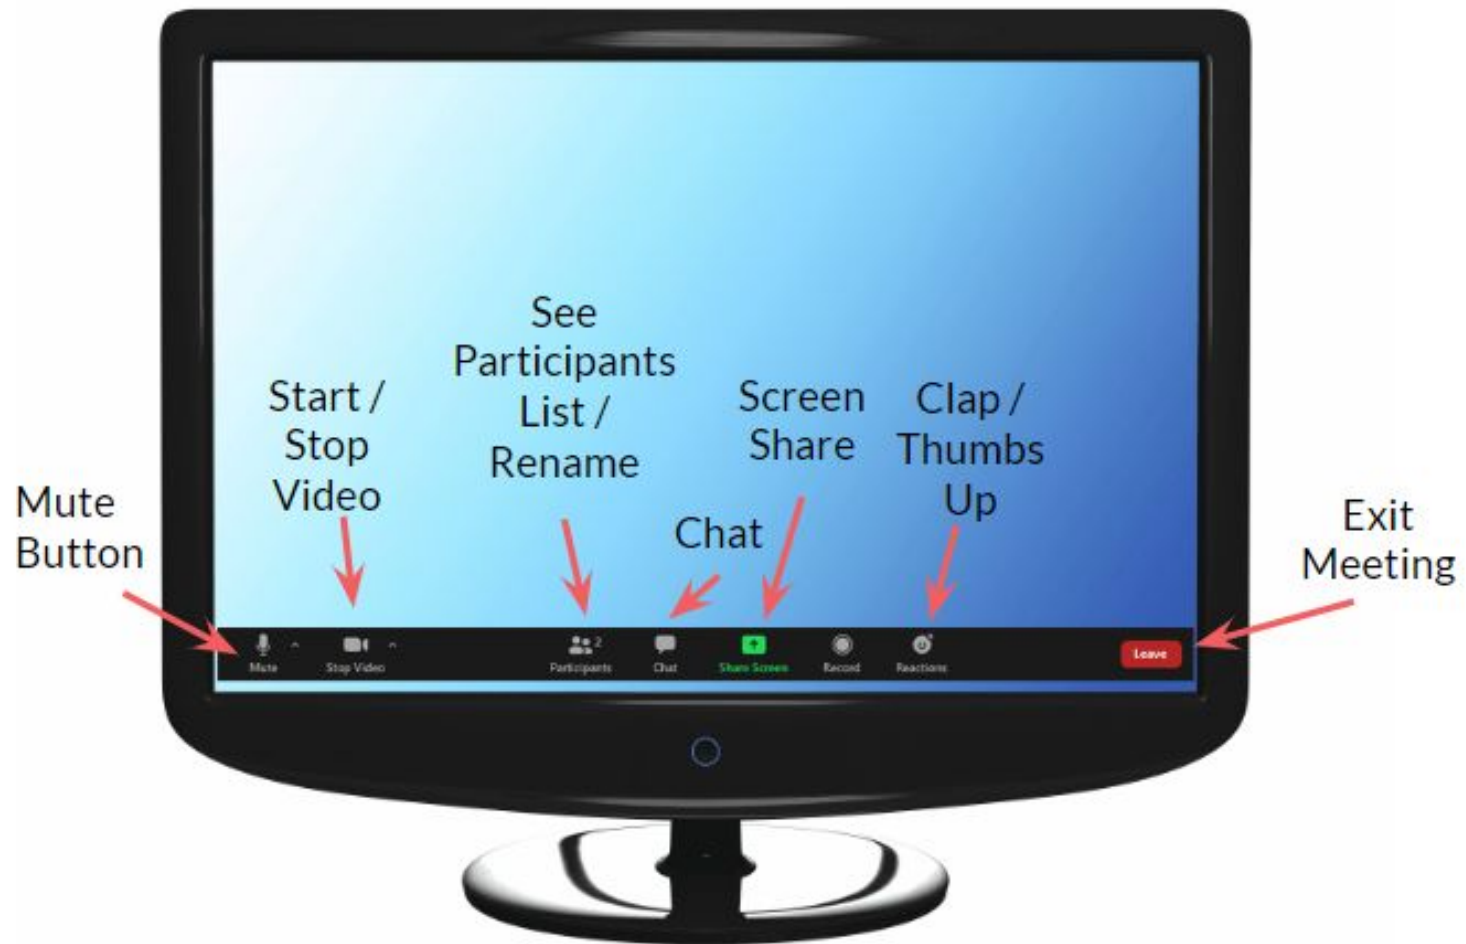 See
Participants
List /
Rename
Start /
Stop
Video
Screen
Share
Clap /
Thumbs
Up
Mute
Button
Chat
Exit
Meeting
Mute
Stop Video
2
Participants
Chat
Share Screen
Record
Reactions
Leave